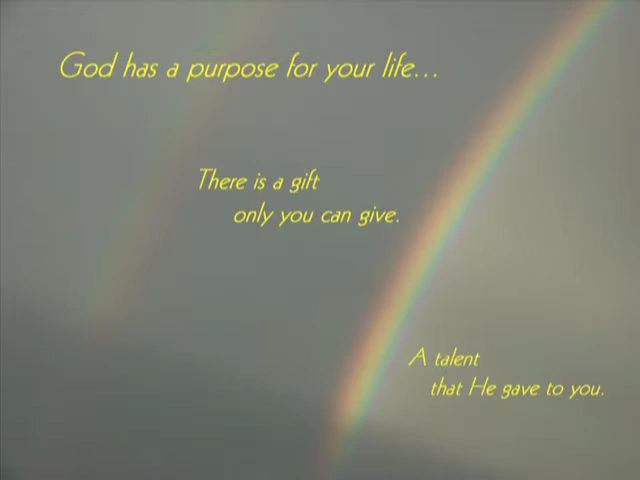 God has a purpose for your life...
There is a gift
only you can give.
A talent
that He gave to you.